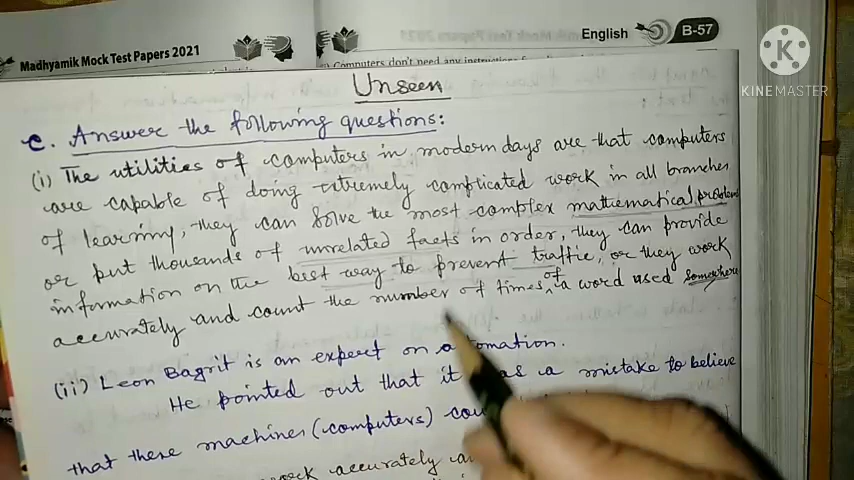 Madhyamik Mock Test Papers 2021
English B-57
KINEMASTER
Computers don't need any
Unseen
C. Answer the following questions:
(i) The utilities of computers in modern days are that computers
are capable of doing extremely complicated work in all branches
of learning, they can solve the most complex mathematical problem
or put thousands of unrelated facts in order, they can provide
information on the best way to prevent traffic, or they work
accurately and count the number of times of a word used somewhere
(ii) Leon Bagrit is an expert on automation.
He pointed out that it was a mistake to believe
that these machines (computers)
work accurately